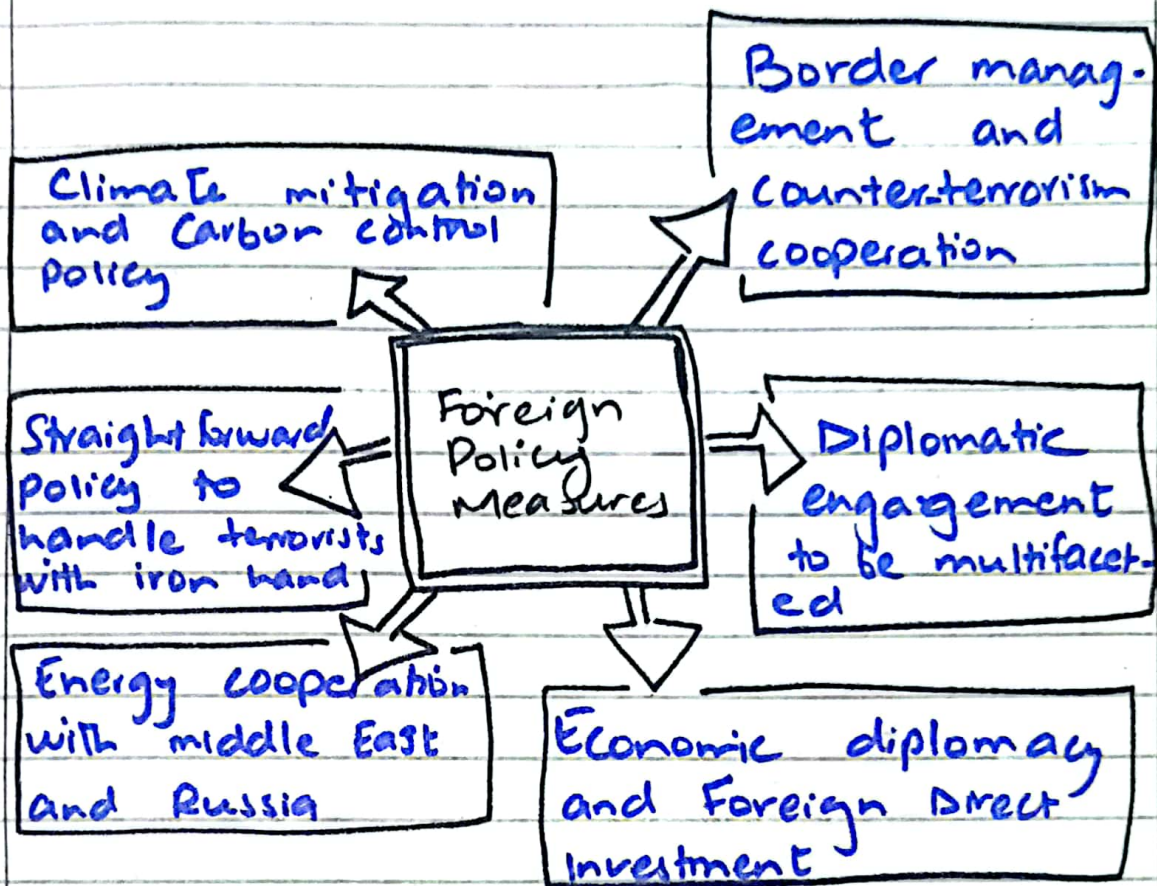 Border manag-
ement and
counter-terrorism
cooperation
Climate mitigation
and Carbon control
policy
Foreign
Policy
Measures
Straight forward
policy to
handle terrorists
with iron hand
Diplomatic
engagement
to be multifacet-
ed
Energy cooperation
with middle East
and Russia
Economic diplomacy
and Foreign Direct
Investment